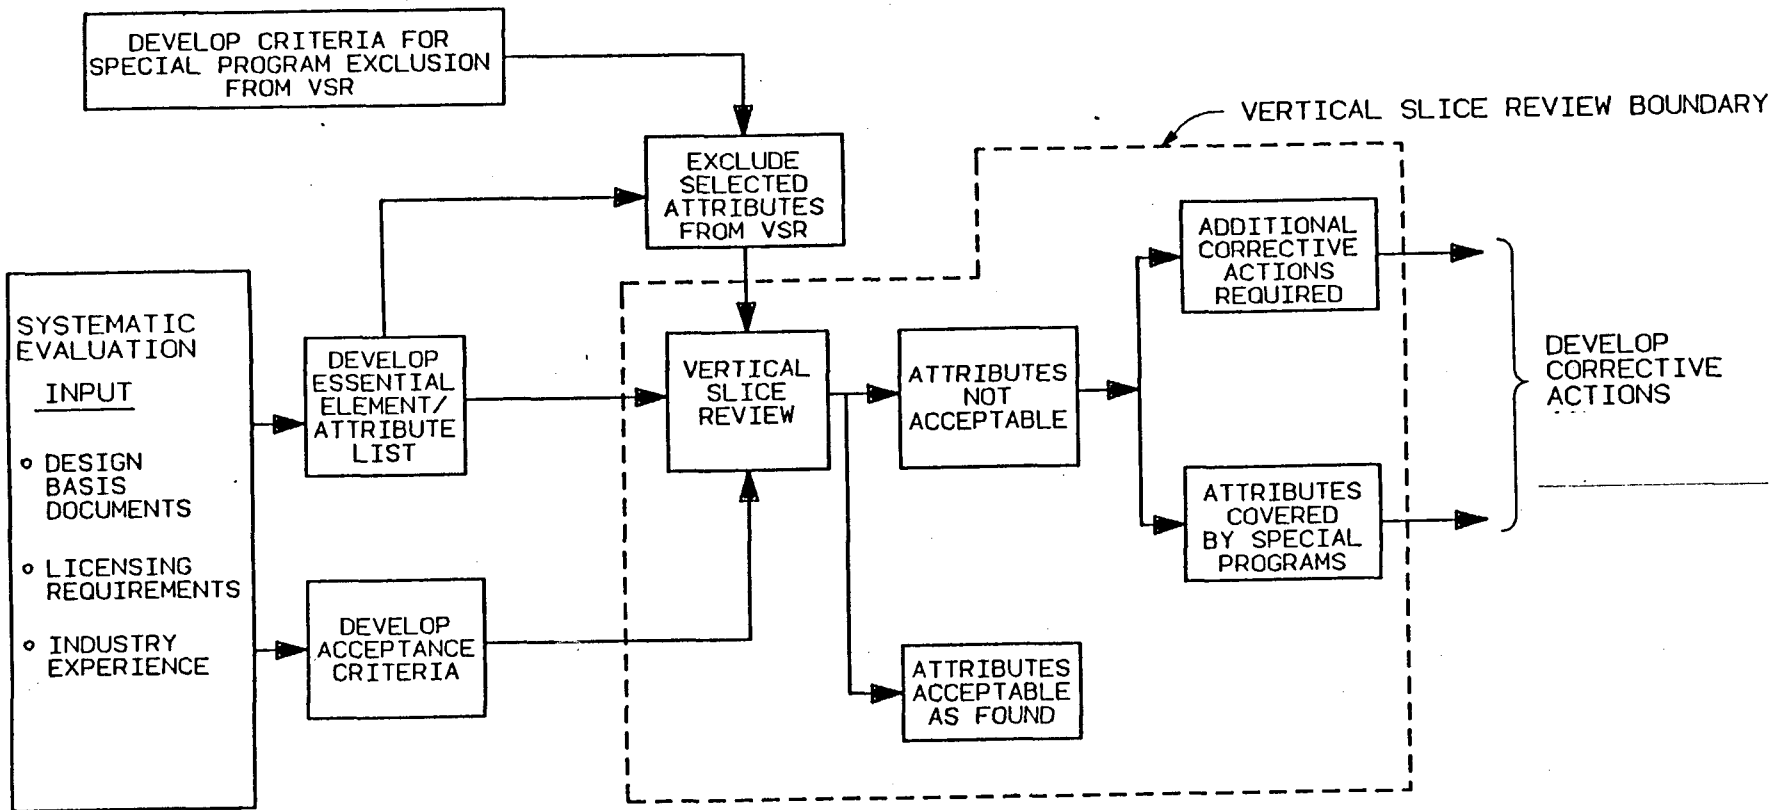 DEVELOP CRITERIA FOR
SPECIAL PROGRAM EXCLUSION
FROM VSR
VERTICAL SLICE REVIEW BOUNDARY
EXCLUDE
SELECTED
ATTRIBUTES
FROM VSR
ADDITIONAL
CORRECTIVE
ACTIONS
REQUIRED
SYSTEMATIC
EVALUATION
INPUT
DESIGN
BASIS
DOCUMENTS
LICENSING
REQUIREMENTS
INDUSTRY
EXPERIENCE
DEVELOP
ESSENTIAL
ELEMENT/
ATTRIBUTE
LIST
VERTICAL
SLICE
REVIEW
ATTRIBUTES
NOT
ACCEPTABLE
DEVELOP
CORRECTIVE
ACTIONS
ATTRIBUTES
COVERED
BY SPECIAL
PROGRAMS
DEVELOP
ACCEPTANCE
CRITERIA
ATTRIBUTES
ACCEPTABLE
AS FOUND